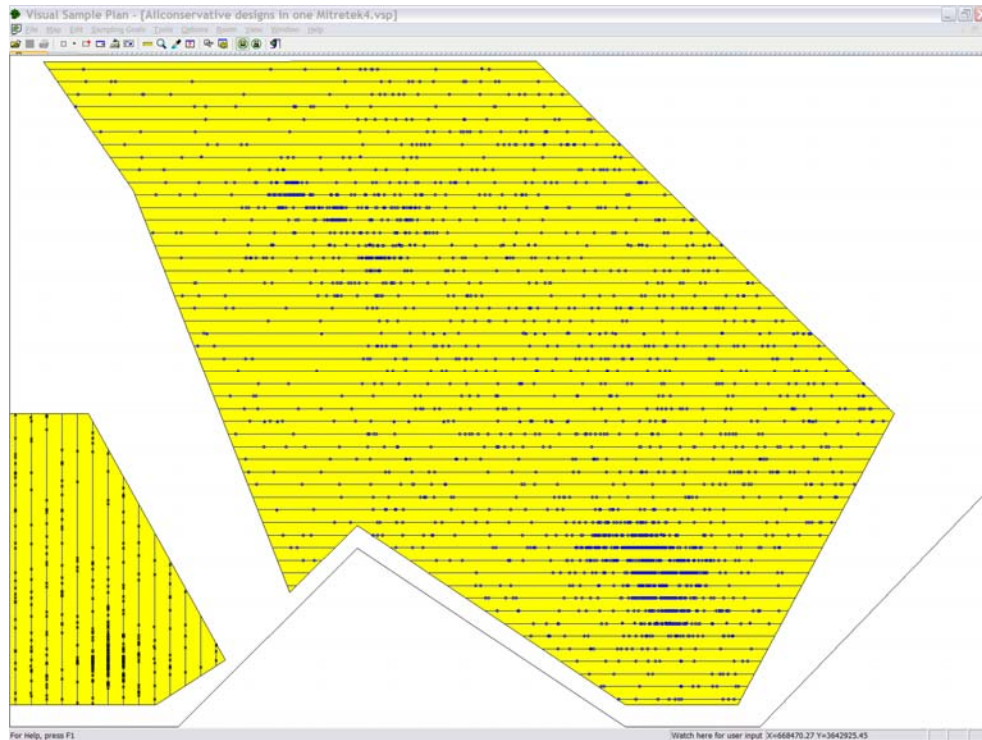 Visual Sample Plan - [Allconservative designs in one Mitretek4.vsp]
File Map Edit Sampling Goals Tools Options Room View Window Help
For Help, press F1
Watch here for user input X=668470.27 Y=3642925.45